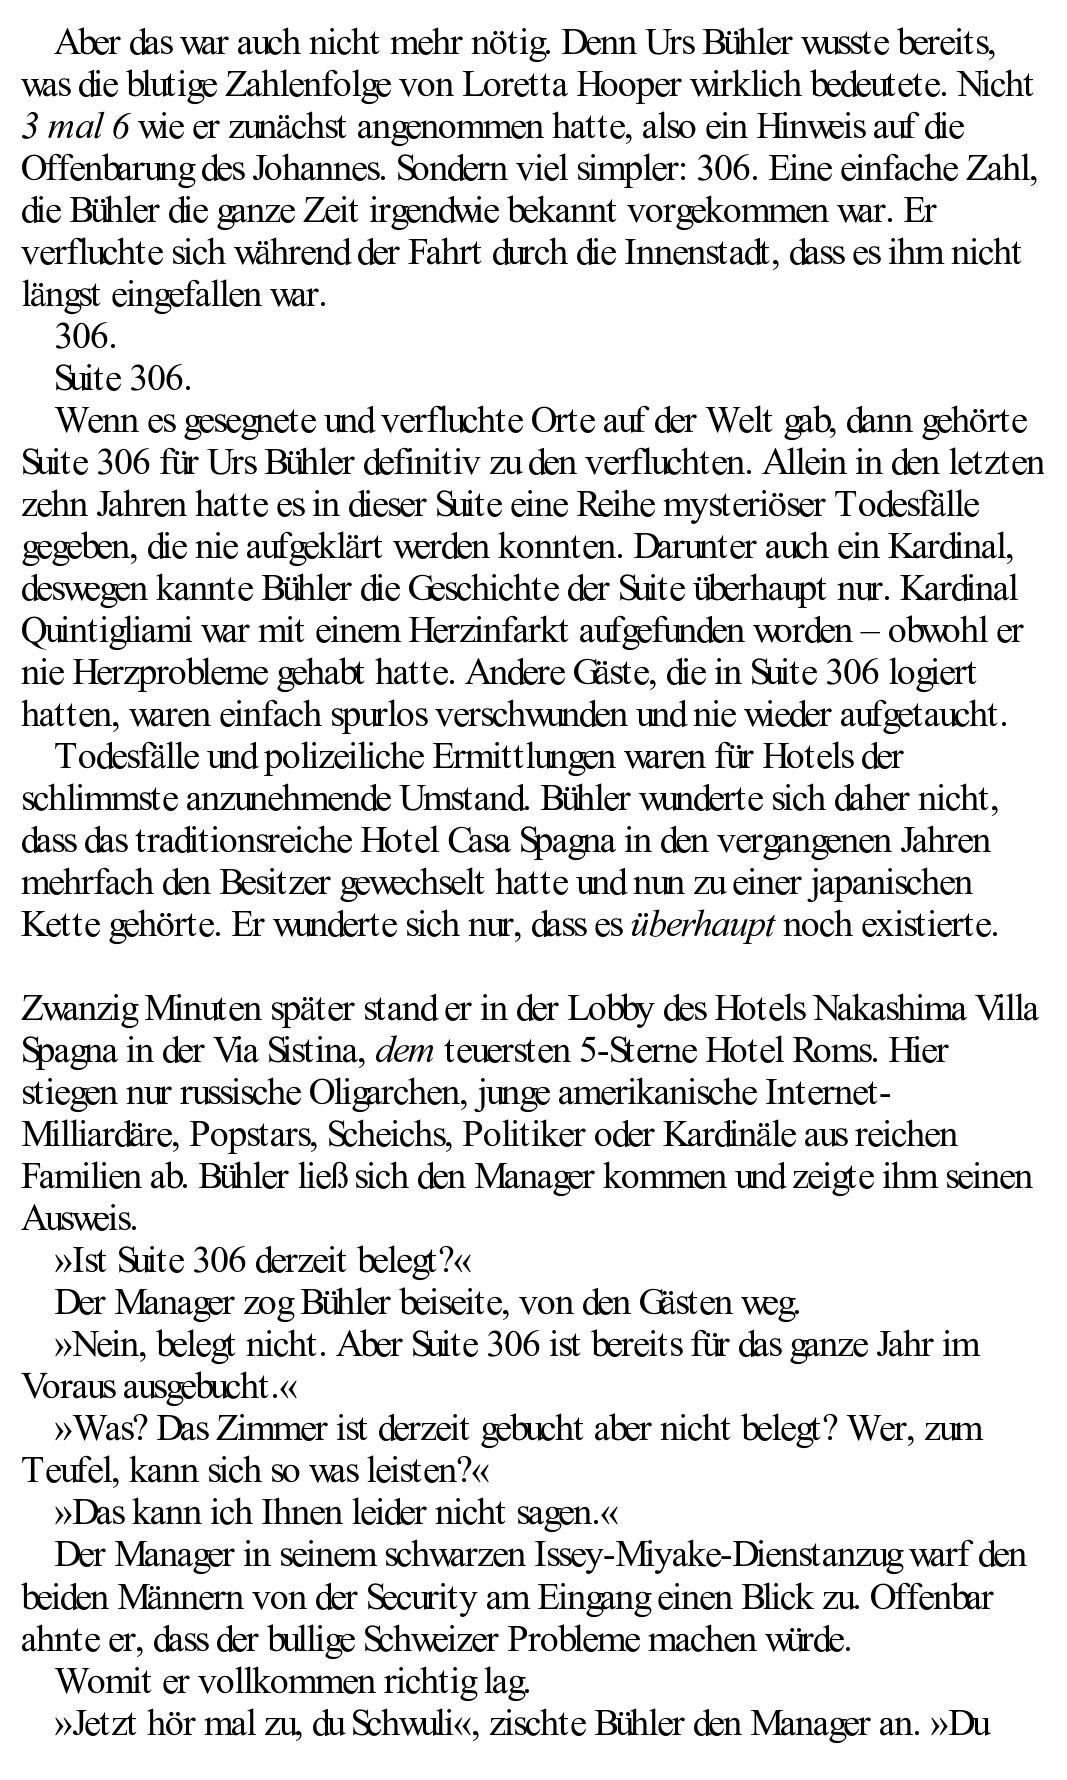 Aber das war auch nicht mehr nötig. Denn Urs Bühler wusste bereits,
was die blutige Zahlenfolge von Loretta Hooper wirklich bedeutete. Nicht
3 mal 6 wie er zunächst angenommen hatte, also ein Hinweis auf die
Offenbarung des Johannes. Sondern viel simpler: 306. Eine einfache Zahl,
die Bühler die ganze Zeit irgendwie bekannt vorgekommen war. Er
verfluchte sich während der Fahrt durch die Innenstadt, dass es ihm nicht
längst eingefallen war.
306.
Suite 306.
Wenn es gesegnete und verfluchte Orte auf der Welt gab, dann gehörte
Suite 306 für Urs Bühler definitiv zu den verfluchten. Allein in den letzten
zehn Jahren hatte es in dieser Suite eine Reihe mysteriöser Todesfälle
gegeben, die nie aufgeklärt werden konnten. Darunter auch ein Kardinal,
deswegen kannte Bühler die Geschichte der Suite überhaupt nur. Kardinal
Quintigliami war mit einem Herzinfarkt aufgefunden worden – obwohl er
nie Herzprobleme gehabt hatte. Andere Gäste, die in Suite 306 logiert
hatten, waren einfach spurlos verschwunden und nie wieder aufgetaucht.
Todesfälle und polizeiliche Ermittlungen waren für Hotels der
schlimmste anzunehmende Umstand. Bühler wunderte sich daher nicht,
dass das traditionsreiche Hotel Casa Spagna in den vergangenen Jahren
mehrfach den Besitzer gewechselt hatte und nun zu einer japanischen
Kette gehörte. Er wunderte sich nur, dass es überhaupt noch existierte.
Zwanzig Minuten später stand er in der Lobby des Hotels Nakashima Villa
Spagna in der Via Sistina, dem teuersten 5-Sterne Hotel Roms. Hier
stiegen nur russische Oligarchen, junge amerikanische Internet-
Milliardäre, Popstars, Scheichs, Politiker oder Kardinäle aus reichen
Familien ab. Bühler ließ sich den Manager kommen und zeigte ihm seinen
Ausweis.
»Ist Suite 306 derzeit belegt?«
Der Manager zog Bühler beiseite, von den Gästen weg.
»Nein, belegt nicht. Aber Suite 306 ist bereits für das ganze Jahr im
Voraus ausgebucht.«
»Was? Das Zimmer ist derzeit gebucht aber nicht belegt? Wer, zum
Teufel, kann sich so was leisten?«
»Das kann ich Ihnen leider nicht sagen.«
Der Manager in seinem schwarzen Issey-Miyake-Dienstanzug warf den
beiden Männern von der Security am Eingang einen Blick zu. Offenbar
ahnte er, dass der bullige Schweizer Probleme machen würde.
Womit er vollkommen richtig lag.
»Jetzt hör mal zu, du Schwuli«, zischte Bühler den Manager an. »Du